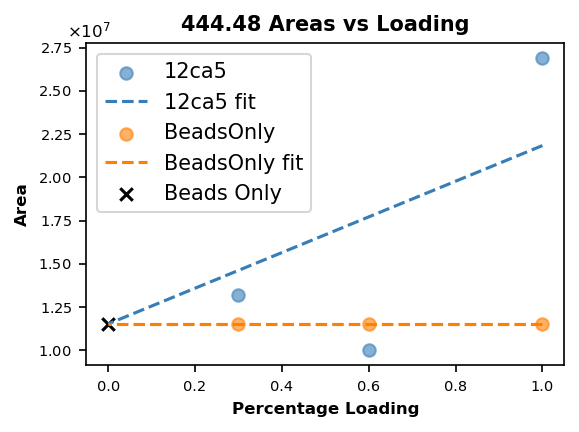 444.48 Areas vs Loading
×10⁷
2.75
2.50
2.25
2.00
1.75
1.50
1.25
1.00
Area
12ca5
12ca5 fit
BeadsOnly
BeadsOnly fit
Beads Only
0.0 0.2 0.4 0.6 0.8 1.0
Percentage Loading